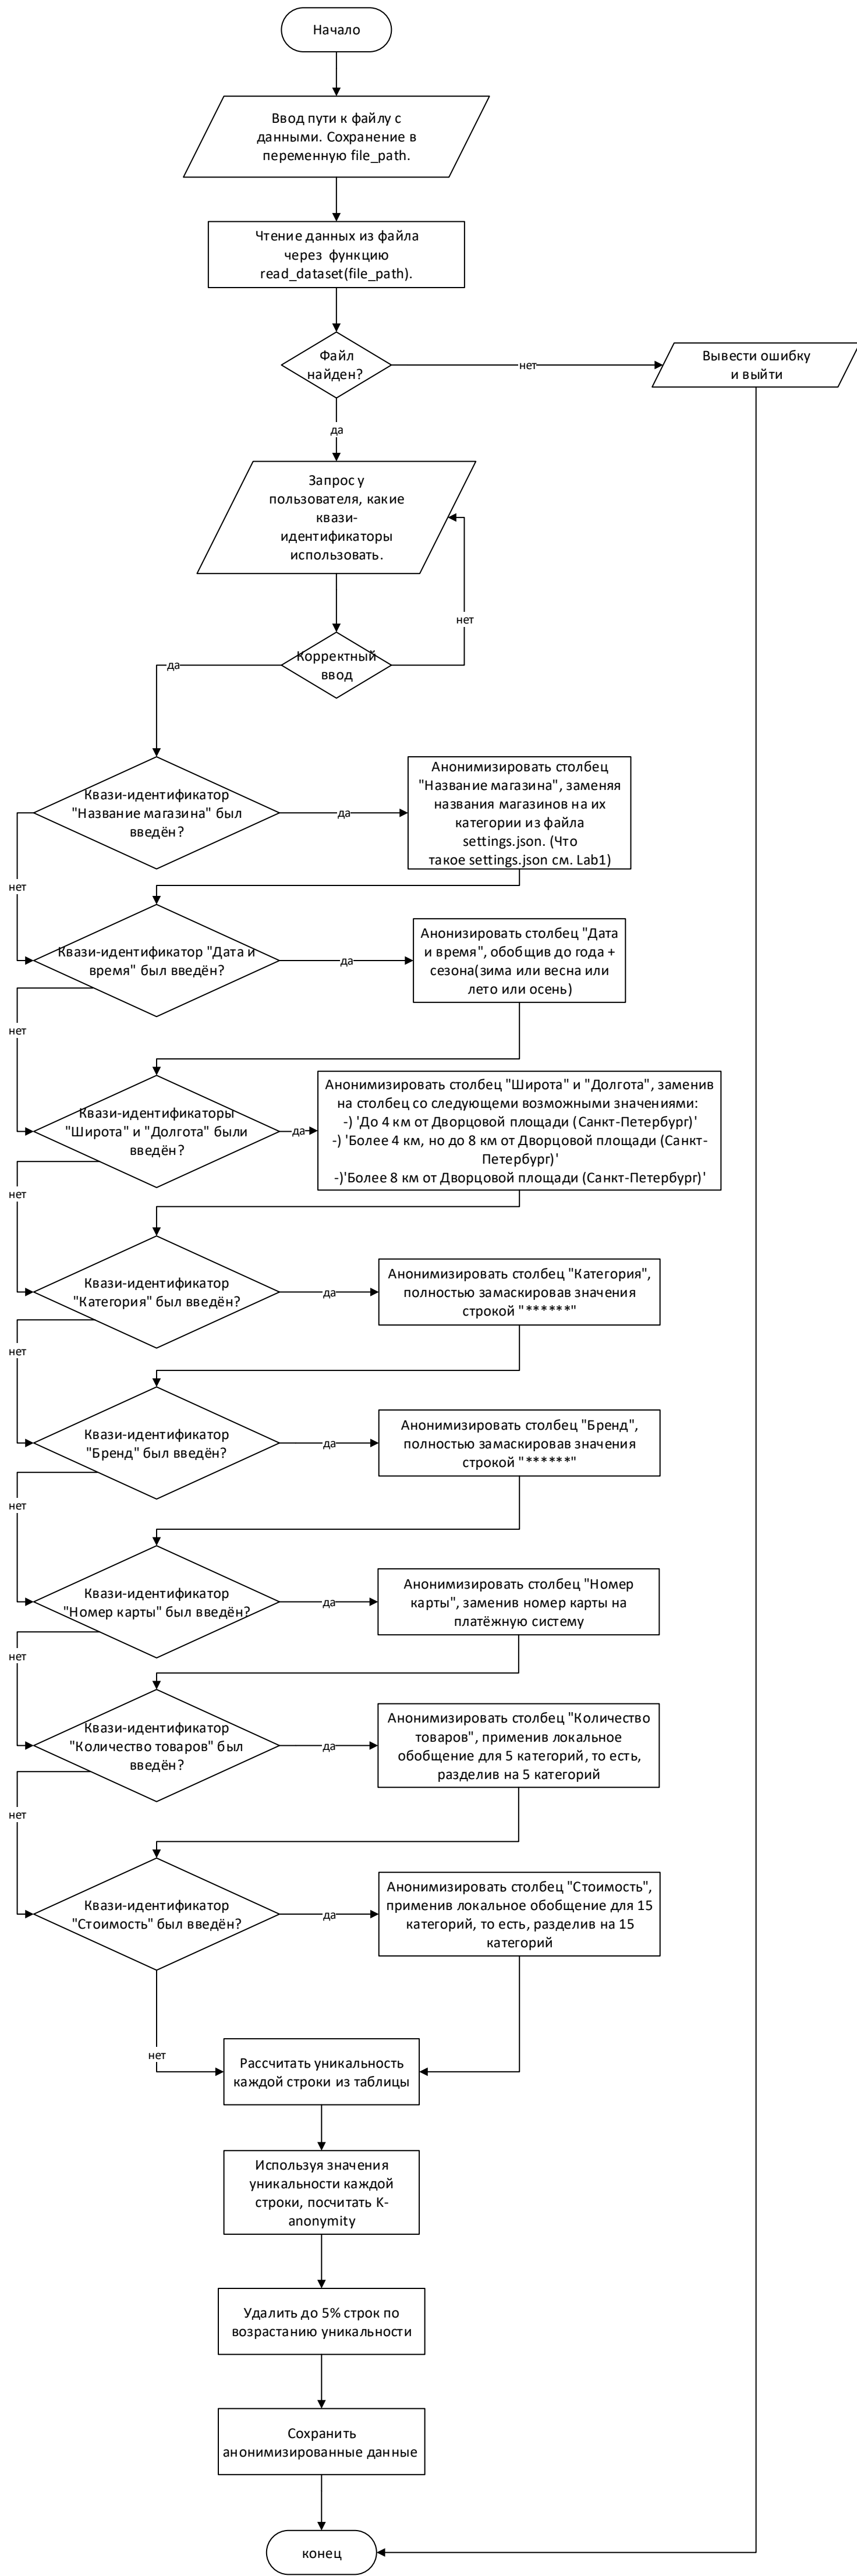 Начало
Ввод пути к файлу с
данными. Сохранение в
переменную file_path.
Чтение данных из файла
через функцию
read_dataset(file_path).
Файл
найден?
нет
Вывести ошибку
и выйти
да
Запрос у
пользователя, какие
квази-
идентификаторы
использовать.
нет
Корректный
ввод
да
Квази-идентификатор
"Название магазина" был
введён?
да
Анонимизировать столбец
"Название магазина", заменяя
названия магазинов на их
категории из файла
settings.json. (Что
такое settings.json см. Lab1)
нет
Квази-идентификатор "Дата и
время" был введён?
да
Анонизировать столбец "Дата
и время", обобщив до года +
сезона(зима или весна или
лето или осень)
нет
Квази-идентификаторы
"Широта" и "Долгота" были
введён?
да
Анонимизировать столбец "Широта" и "Долгота", заменив
на столбец со следующеми возможными значениями:
-) 'До 4 км от Дворцовой площади (Санкт-Петербург)'
-) 'Более 4 км, но до 8 км от Дворцовой площади (Санкт-
Петербург)'
-)'Более 8 км от Дворцовой площади (Санкт-Петербург)'
нет
Квази-идентификатор
"Категория" был введён?
да
Анонимизировать столбец "Категория",
полностью замаскировав значения
строкой "******"
нет
Квази-идентификатор
"Бренд" был введён?
да
Анонимизировать столбец "Бренд",
полностью замаскировав значения
строкой "******"
нет
Квази-идентификатор
"Номер карты" был введён?
да
Анонимизировать столбец "Номер
карты", заменив номер карты на
платёжную систему
нет
Квази-идентификатор
"Количество товаров" был
введён?
да
Анонимизировать столбец "Количество
товаров", применив локальное
обобщение для 5 категорий, то есть,
разделив на 5 категорий
нет
Квази-идентификатор
"Стоимость" был введён?
да
Анонимизировать столбец "Стоимость",
применив локальное обобщение для 15
категорий, то есть, разделив на 15
категорий
нет
Рассчитать уникальность
каждой строки из таблицы
Используя значения
уникальности каждой
строки, посчитать K-
anonymity
Удалить до 5% строк по
возрастанию уникальности
Сохранить
анонимизированные данные
конец